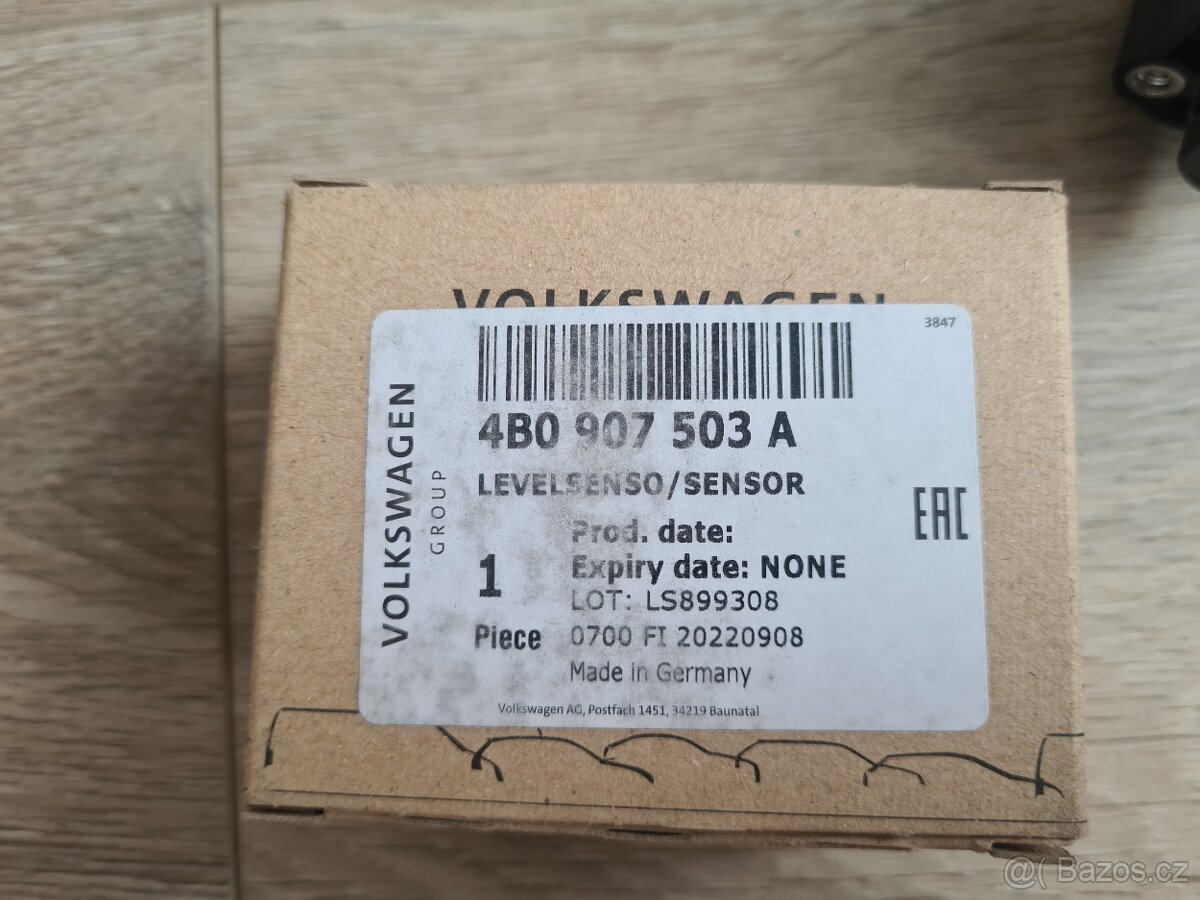 VOLKSWAGEN
3847
4B0 907 503 A
LEVELSENSO/SENSOR
VOLKSWAGEN
GROUP
EAC
Prod. date:
Expiry date: NONE
1
LOT: LS899308
Piece
0700 FI 20220908
Made in Germany
Volkswagen AG, Postfach 1451, 34219 Baunatal
@( Bazos.cz